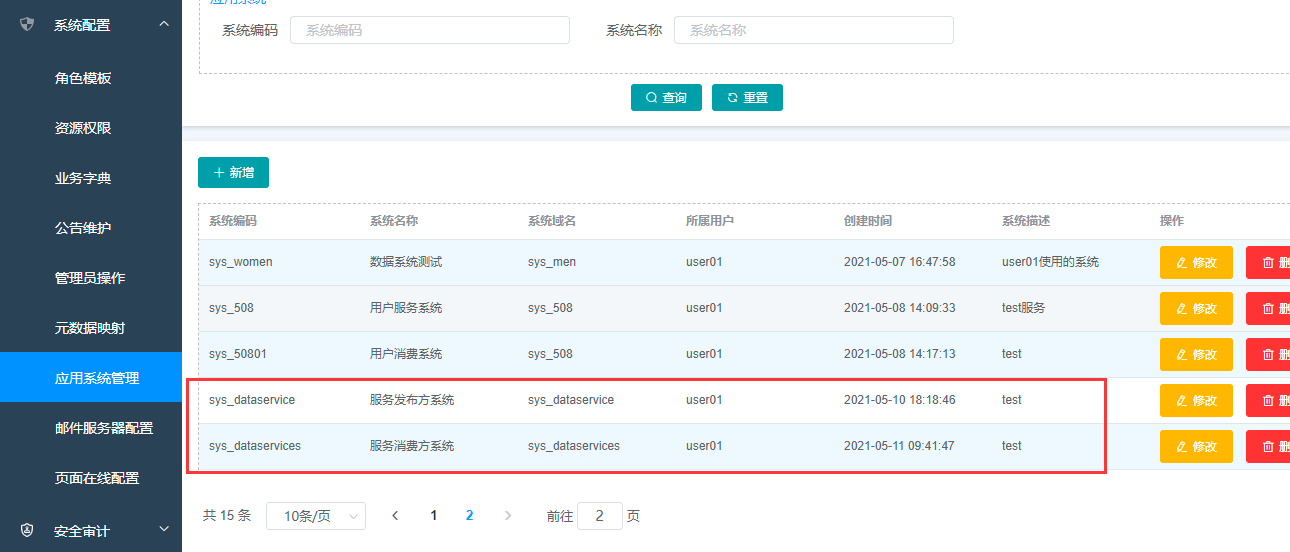 应用系统
系统配置
系统编码 系统编码 系统名称 系统名称
角色模板
查询 重置
资源权限
业务字典
新增
公告维护
系统编码 系统名称 系统域名 所属用户 创建时间 系统描述 操作
管理员操作
sys_women 数据系统测试 sys_men user01 2021-05-07 16:47:58 user01使用的系统 修改
sys_508 用户服务系统 sys_508 user01 2021-05-08 14:09:33 test服务 修改
元数据映射
sys_50801 用户消费系统 sys_508 user01 2021-05-08 14:17:13 test 修改
应用系统管理
sys_dataservice 服务发布方系统 sys_dataservice user01 2021-05-10 18:18:46 test 修改
邮件服务器配置
sys_dataservices 服务消费方系统 sys_dataservices user01 2021-05-11 09:41:47 test 修改
页面在线配置
共 15 条 10条/页 1 2 前往 2 页
安全审计